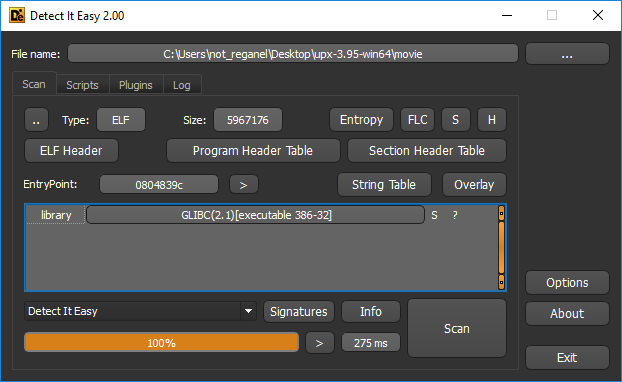 Detect It Easy 2.00
File name: C:\Users\not_reganel\Desktop\upx-3.95-win64\movie ...
Scan Scripts Plugins Log
.. Type: ELF Size: 5967176 Entropy FLC S H
ELF Header Program Header Table Section Header Table
EntryPoint: 0804839c > String Table Overlay
library GLIBC(2.1)[executable 386-32] S ?
Options
Detect It Easy Signatures Info Scan About
100% > 275 ms
Exit